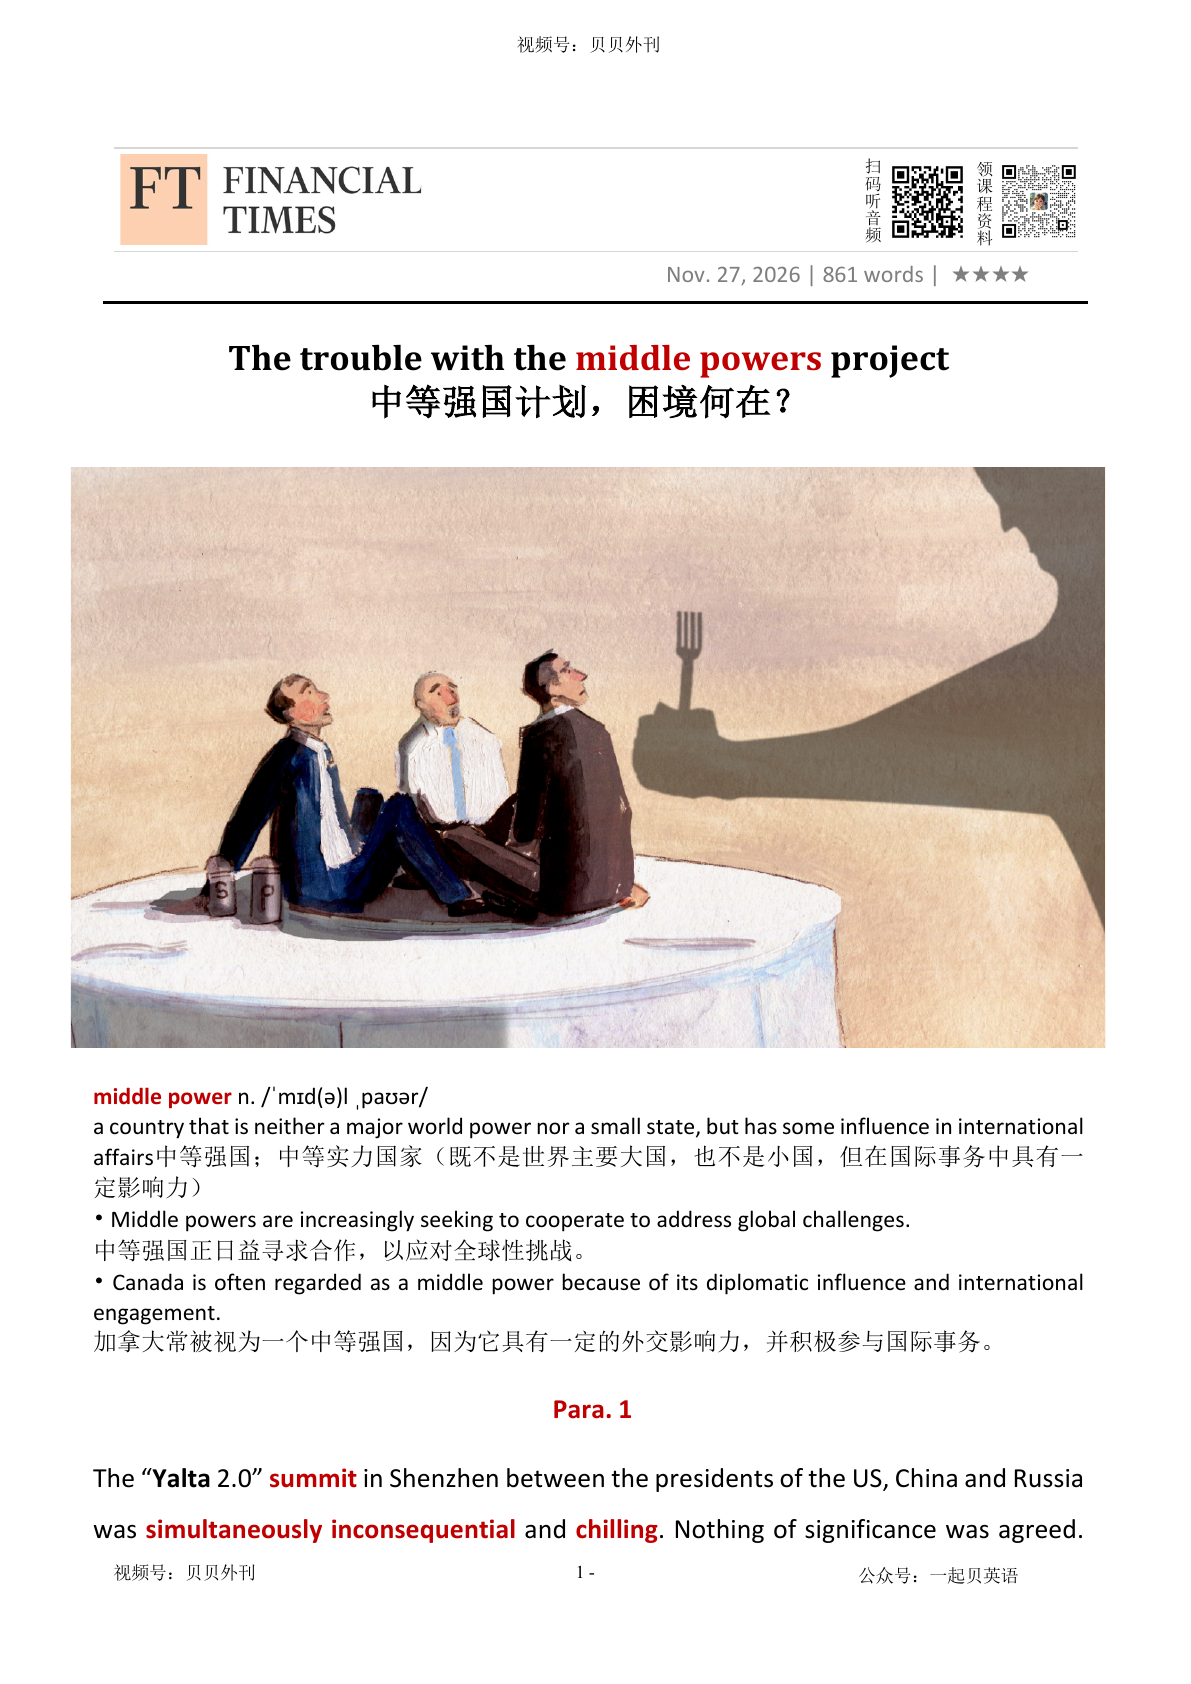 视频号：贝贝外刊
FT FINANCIAL
TIMES
扫码听音频
领课程资料
Nov. 27, 2026 | 861 words | ★★★★
The trouble with the middle powers project
中等强国计划，困境何在？
S P
middle power n. /ˈmɪd(ə)l ˌpaʊər/
a country that is neither a major world power nor a small state, but has some influence in international
affairs中等强国；中等实力国家（既不是世界主要大国，也不是小国，但在国际事务中具有一
定影响力）
• Middle powers are increasingly seeking to cooperate to address global challenges.
中等强国正日益寻求合作，以应对全球性挑战。
• Canada is often regarded as a middle power because of its diplomatic influence and international
engagement.
加拿大常被视为一个中等强国，因为它具有一定的外交影响力，并积极参与国际事务。
Para. 1
The “Yalta 2.0” summit in Shenzhen between the presidents of the US, China and Russia
was simultaneously inconsequential and chilling. Nothing of significance was agreed.
视频号：贝贝外刊
1 -
公众号：一起贝英语